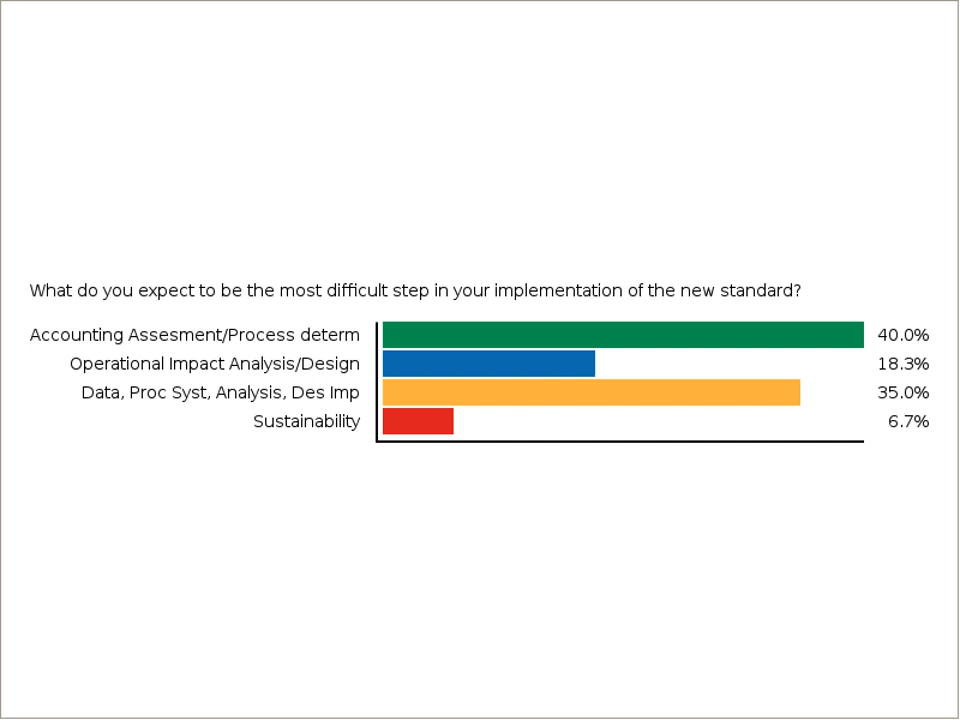 What do you expect to be the most difficult step in your implementation of the new standard?
Accounting Assesment/Process determ 40.0%
Operational Impact Analysis/Design 18.3%
Data, Proc Syst, Analysis, Des Imp 35.0%
Sustainability 6.7%